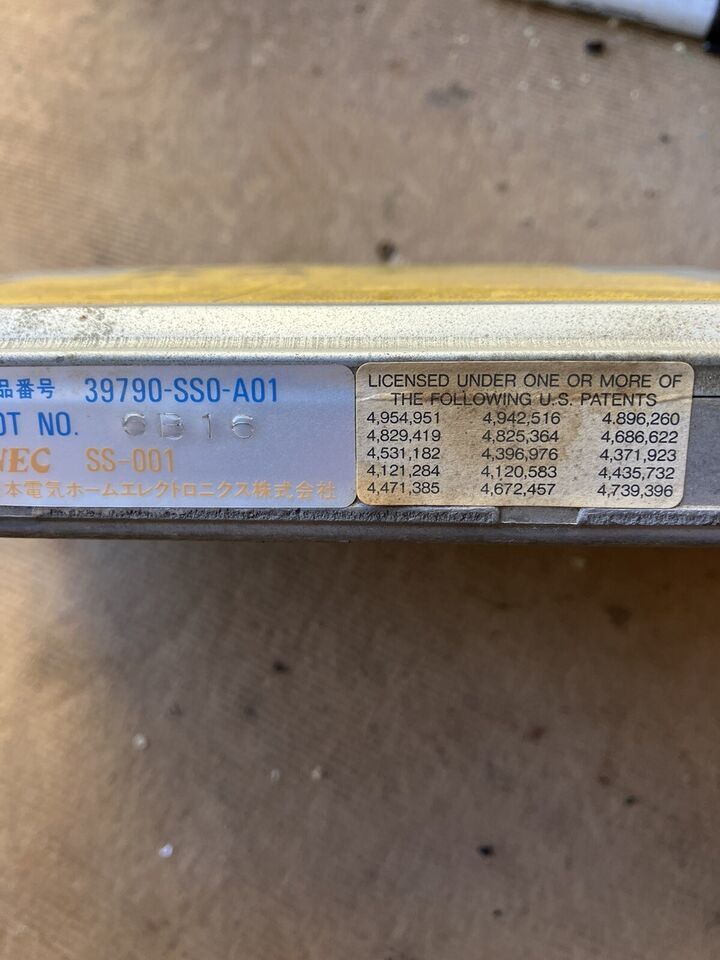 品番号 39790-SS0-A01
OT NO. 6B16
NEC SS-001
本電気ホームエレクトロニクス株式会社
LICENSED UNDER ONE OR MORE OF
THE FOLLOWING U.S. PATENTS
4,954,951 4,942,516 4,896,260
4,829,419 4,825,364 4,686,622
4,531,182 4,396,976 4,371,923
4,121,284 4,120,583 4,435,732
4,471,385 4,672,457 4,739,396